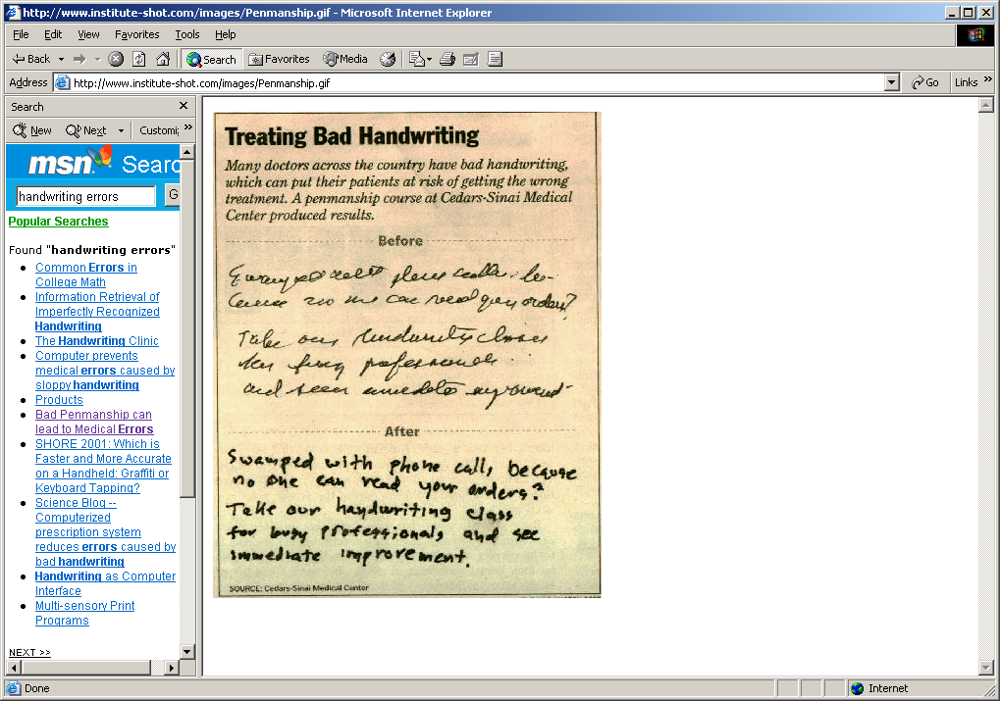 http://www.institute-shot.com/images/Penmanship.gif - Microsoft Internet Explorer
File Edit View Favorites Tools Help
Back Search Favorites Media
Address http://www.institute-shot.com/images/Penmanship.gif Go Links »
Search
New Next Customiz »
msn Searc
handwriting errors G
Popular Searches
Found "handwriting errors"
Common Errors in
College Math
Information Retrieval of
Imperfectly Recognized
Handwriting
The Handwriting Clinic
Computer prevents
medical errors caused by
sloppy handwriting
Products
Bad Penmanship can
lead to Medical Errors
SHORE 2001: Which is
Faster and More Accurate
on a Handheld: Graffiti or
Keyboard Tapping?
Science Blog --
Computerized
prescription system
reduces errors caused by
bad handwriting
Handwriting as Computer
Interface
Multi-sensory Print
Programs
NEXT >>
Treating Bad Handwriting
Many doctors across the country have bad handwriting,
which can put their patients at risk of getting the wrong
treatment. A penmanship course at Cedars-Sinai Medical
Center produced results.
Before
no one can read your orders?
Take our
After
Swamped with phone call, because
no one can read your orders?
Take our handwriting class
for busy professionals, and see
immediate improvement.
SOURCE: Cedars-Sinai Medical Center
Done Internet